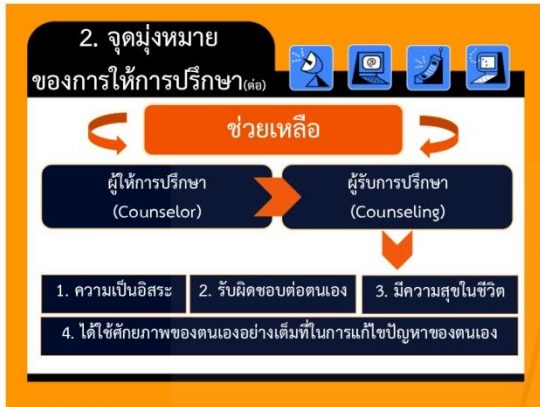 2. จุดมุ่งหมาย
ของการให้การปรึกษา(ต่อ)
ช่วยเหลือ
ผู้ให้การปรึกษา
(Counselor)
ผู้รับการปรึกษา
(Counseling)
1. ความเป็นอิสระ
2. รับผิดชอบต่อตนเอง
3. มีความสุขในชีวิต
4. ได้ใช้ศักยภาพของตนเองอย่างเต็มที่ในการแก้ไขปัญหาของตนเอง